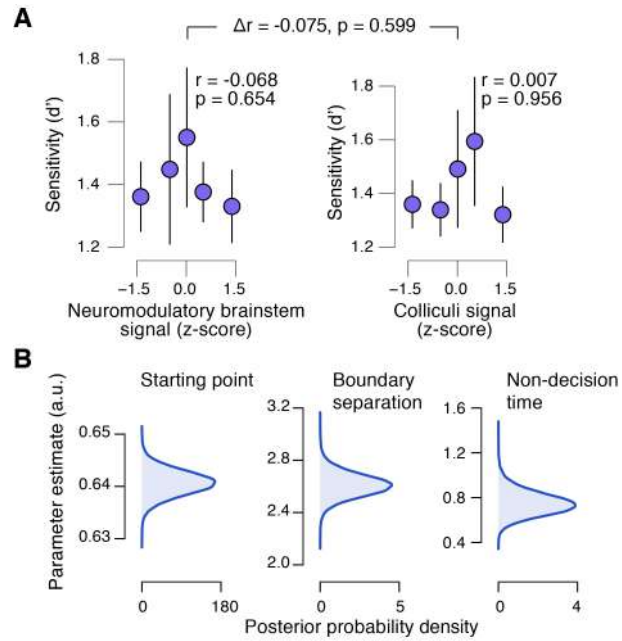 A
Δr = -0.075, p = 0.599
1.8
1.6
1.4
1.2
Sensitivity (d')
r = -0.068
p = 0.654
−1.5 0.0 1.5
Neuromodulatory brainstem
signal (z-score)
1.8
1.6
1.4
1.2
Sensitivity (d')
r = 0.007
p = 0.956
−1.5 0.0 1.5
Colliculi signal
(z-score)
B
Parameter estimate (a.u.)
Starting point
0.65
0.64
0.63
0 180
Boundary
separation
3.2
2.8
2.4
2.0
0 5
Non-decision
time
1.6
1.2
0.8
0.4
0 4
Posterior probability density